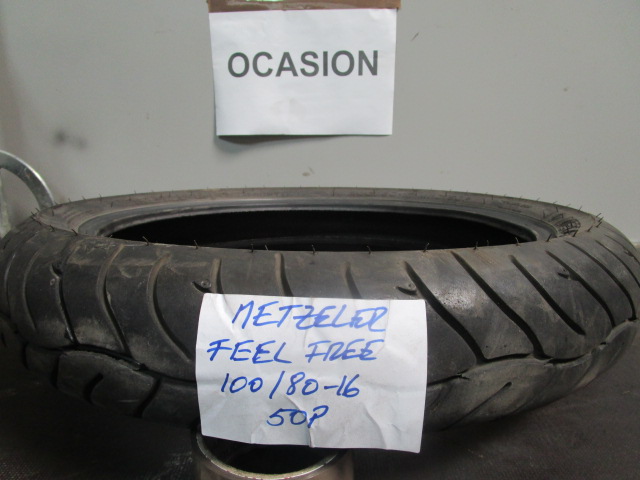 OCASION
METZELER
FEEL FREE
100/80-16
50P